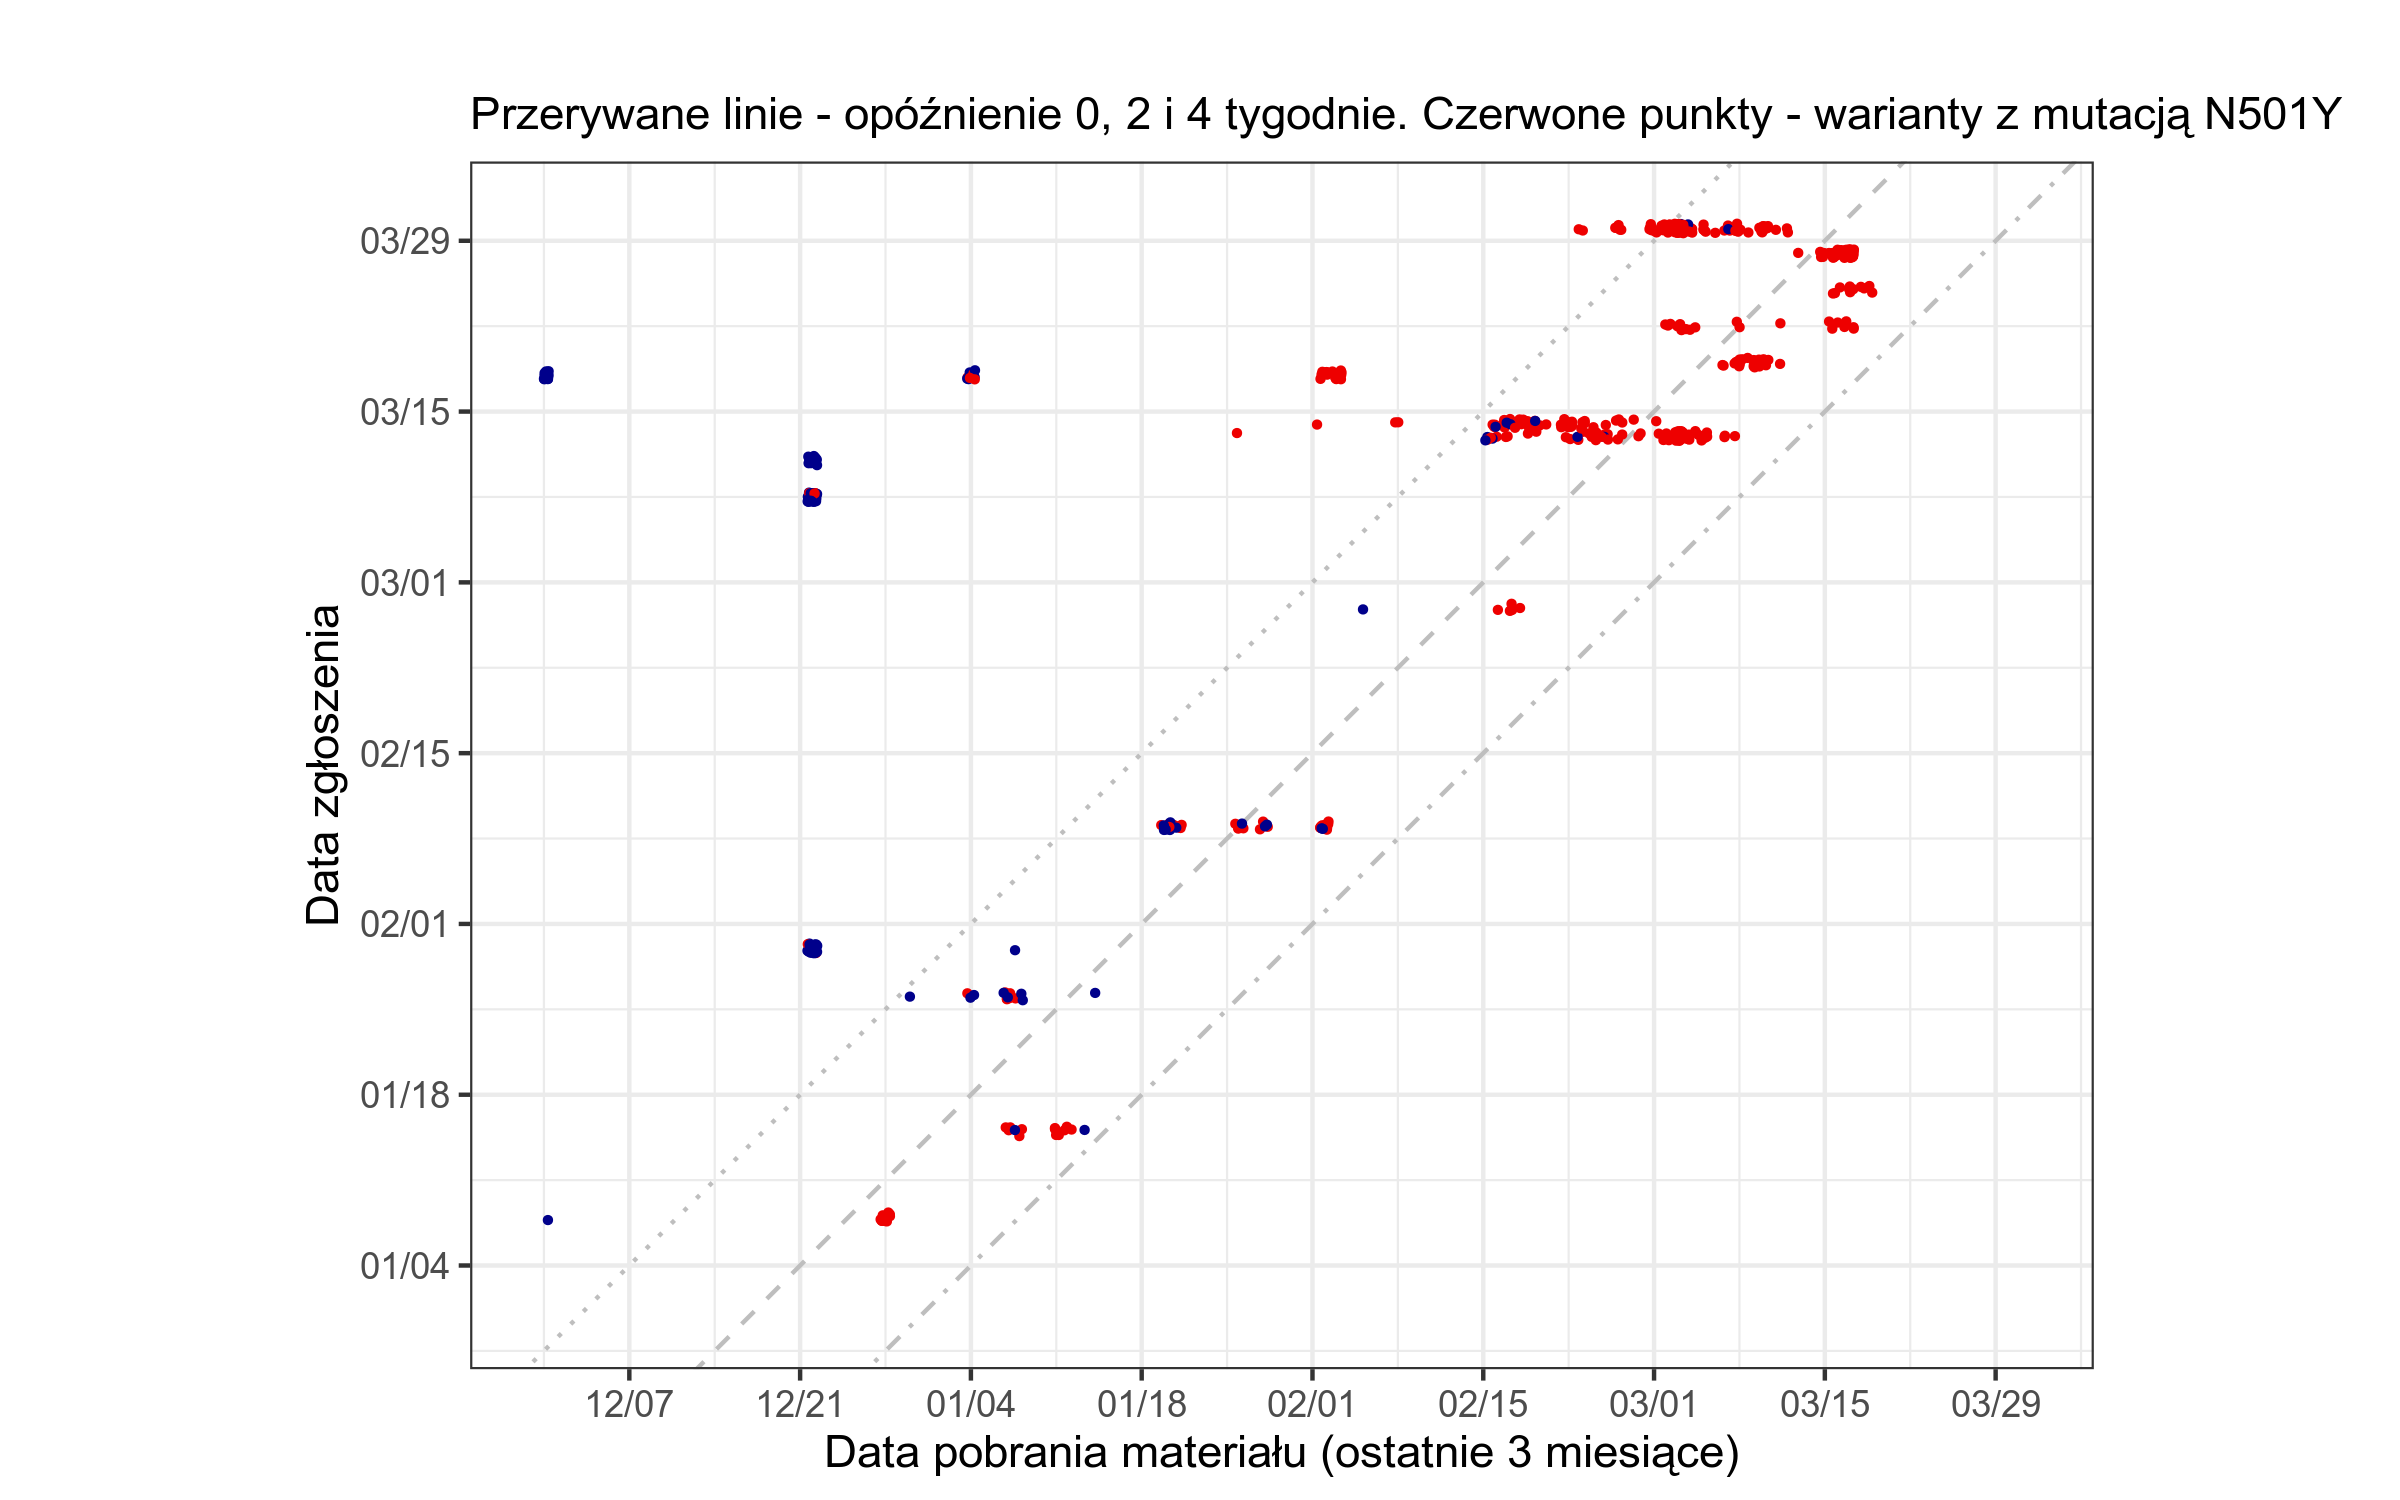 Przerywane linie - opóźnienie 0, 2 i 4 tygodnie. Czerwone punkty - warianty z mutacją N501Y
Data zgłoszenia
03/29
03/15
03/01
02/15
02/01
01/18
01/04
12/07 12/21 01/04 01/18 02/01 02/15 03/01 03/15 03/29
Data pobrania materiału (ostatnie 3 miesiące)